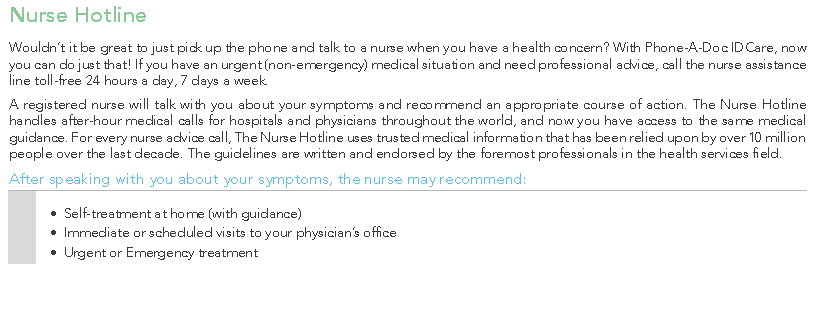 Nurse Hotline
Wouldn't it be great to just pick up the phone and talk to a nurse when you have a health concern? With Phone-A-Doc IDCare, now
you can do just that! If you have an urgent (non-emergency) medical situation and need professional advice, call the nurse assistance
line toll-free 24 hours a day, 7 days a week.
A registered nurse will talk with you about your symptoms and recommend an appropriate course of action. The Nurse Hotline
handles after-hour medical calls for hospitals and physicians throughout the world, and now you have access to the same medical
guidance. For every nurse advice call, The Nurse Hotline uses trusted medical information that has been relied upon by over 10 million
people over the last decade. The guidelines are written and endorsed by the foremost professionals in the health services field.
After speaking with you about your symptoms, the nurse may recommend:
• Self-treatment at home (with guidance)
• Immediate or scheduled visits to your physician's office
• Urgent or Emergency treatment